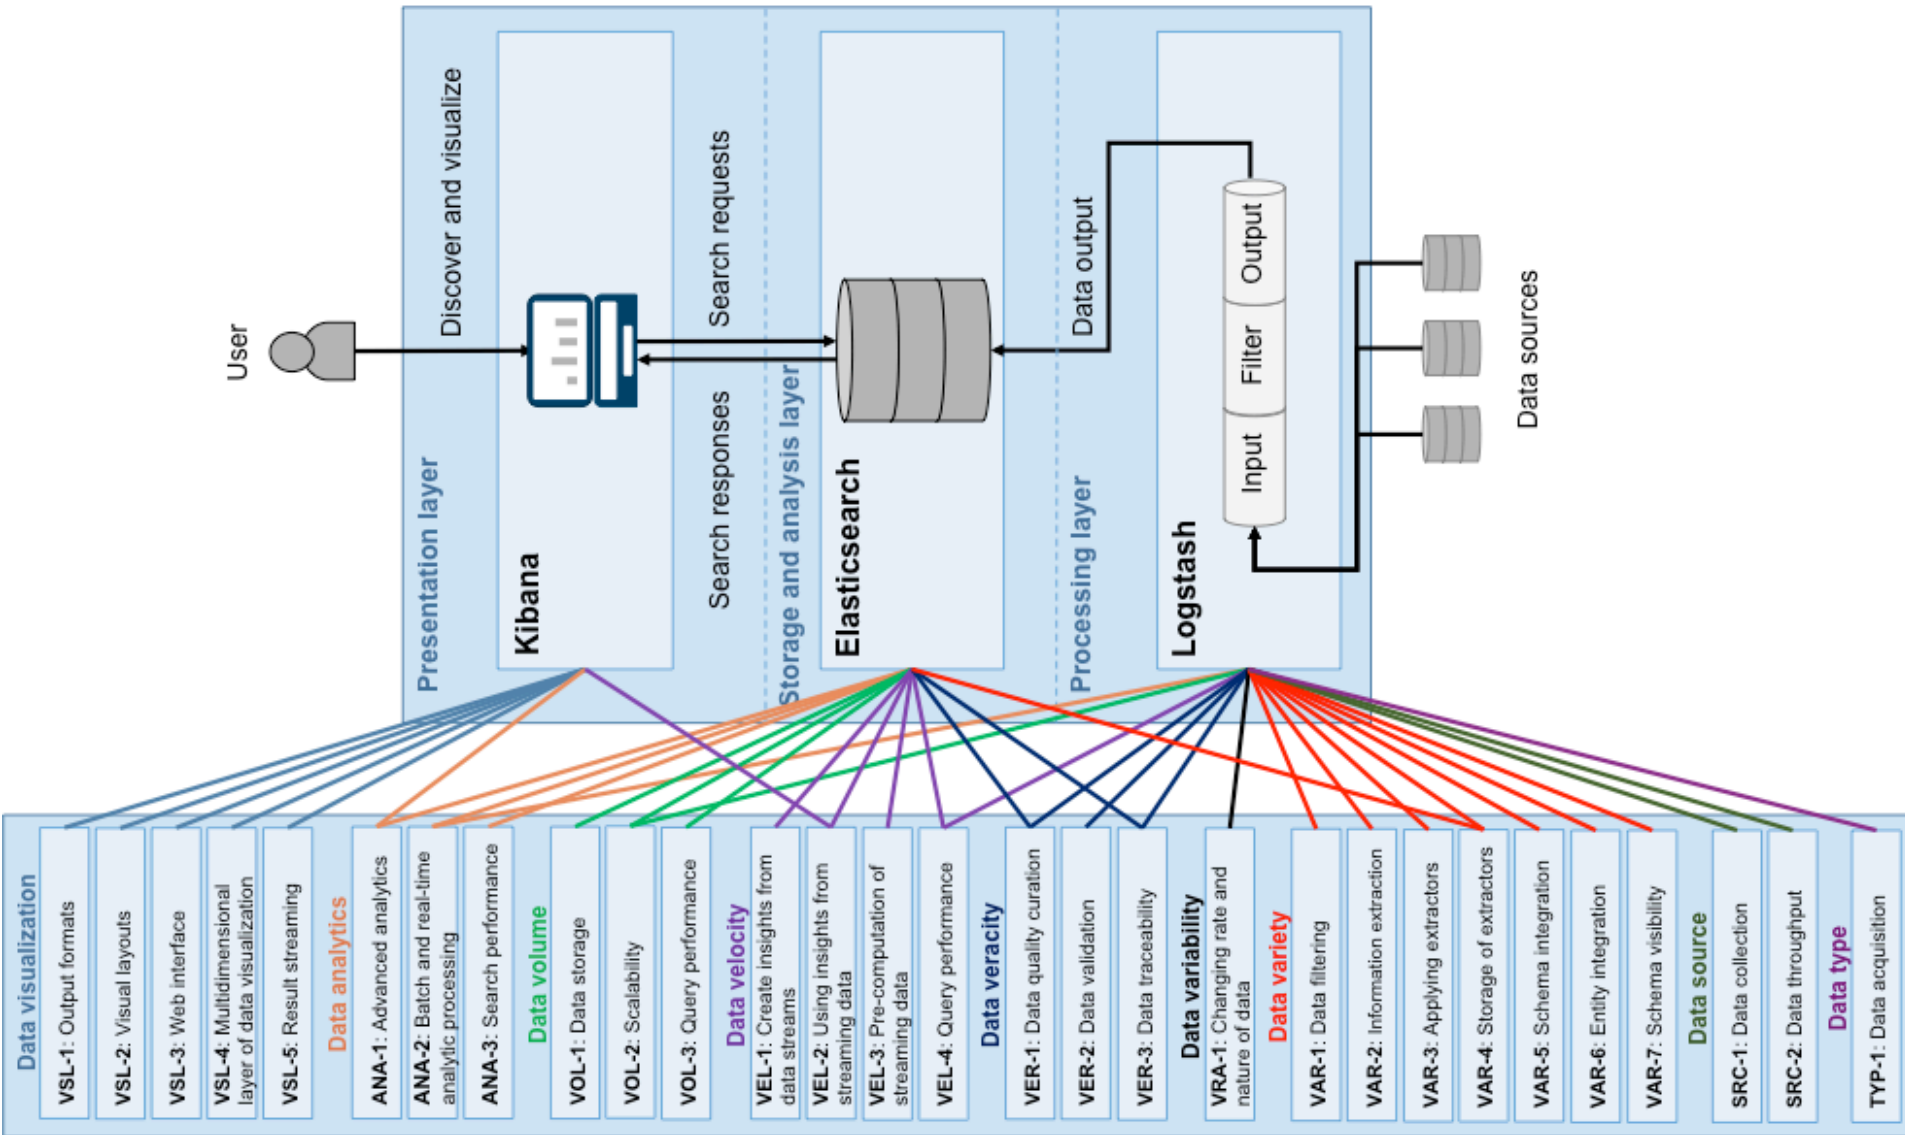 Data visualization
VSL-1: Output formats
VSL-2: Visual layouts
VSL-3: Web interface
VSL-4: Multidimensional
layer of data visualization
VSL-5: Result streaming
Data analytics
ANA-1: Advanced analytics
ANA-2: Batch and real-time
analytic processing
ANA-3: Search performance
Data volume
VOL-1: Data storage
VOL-2: Scalability
VOL-3: Query performance
Data velocity
VEL-1: Create insights from
data streams
VEL-2: Using insights from
streaming data
VEL-3: Pre-computation of
streaming data
VEL-4: Query performance
Data veracity
VER-1: Data quality curation
VER-2: Data validation
VER-3: Data traceability
Data variability
VRA-1: Changing rate and
nature of data
Data variety
VAR-1: Data filtering
VAR-2: Information extraction
VAR-3: Applying extractors
VAR-4: Storage of extractors
VAR-5: Schema integration
VAR-6: Entity integration
VAR-7: Schema visibility
Data source
SRC-1: Data collection
SRC-2: Data throughput
Data type
TYP-1: Data acquisition
User
Presentation layer
Discover and visualize
Kibana
Search responses
Search requests
Storage and analysis layer
Elasticsearch
Processing layer
Data output
Logstash
Input
Filter
Output
Data sources